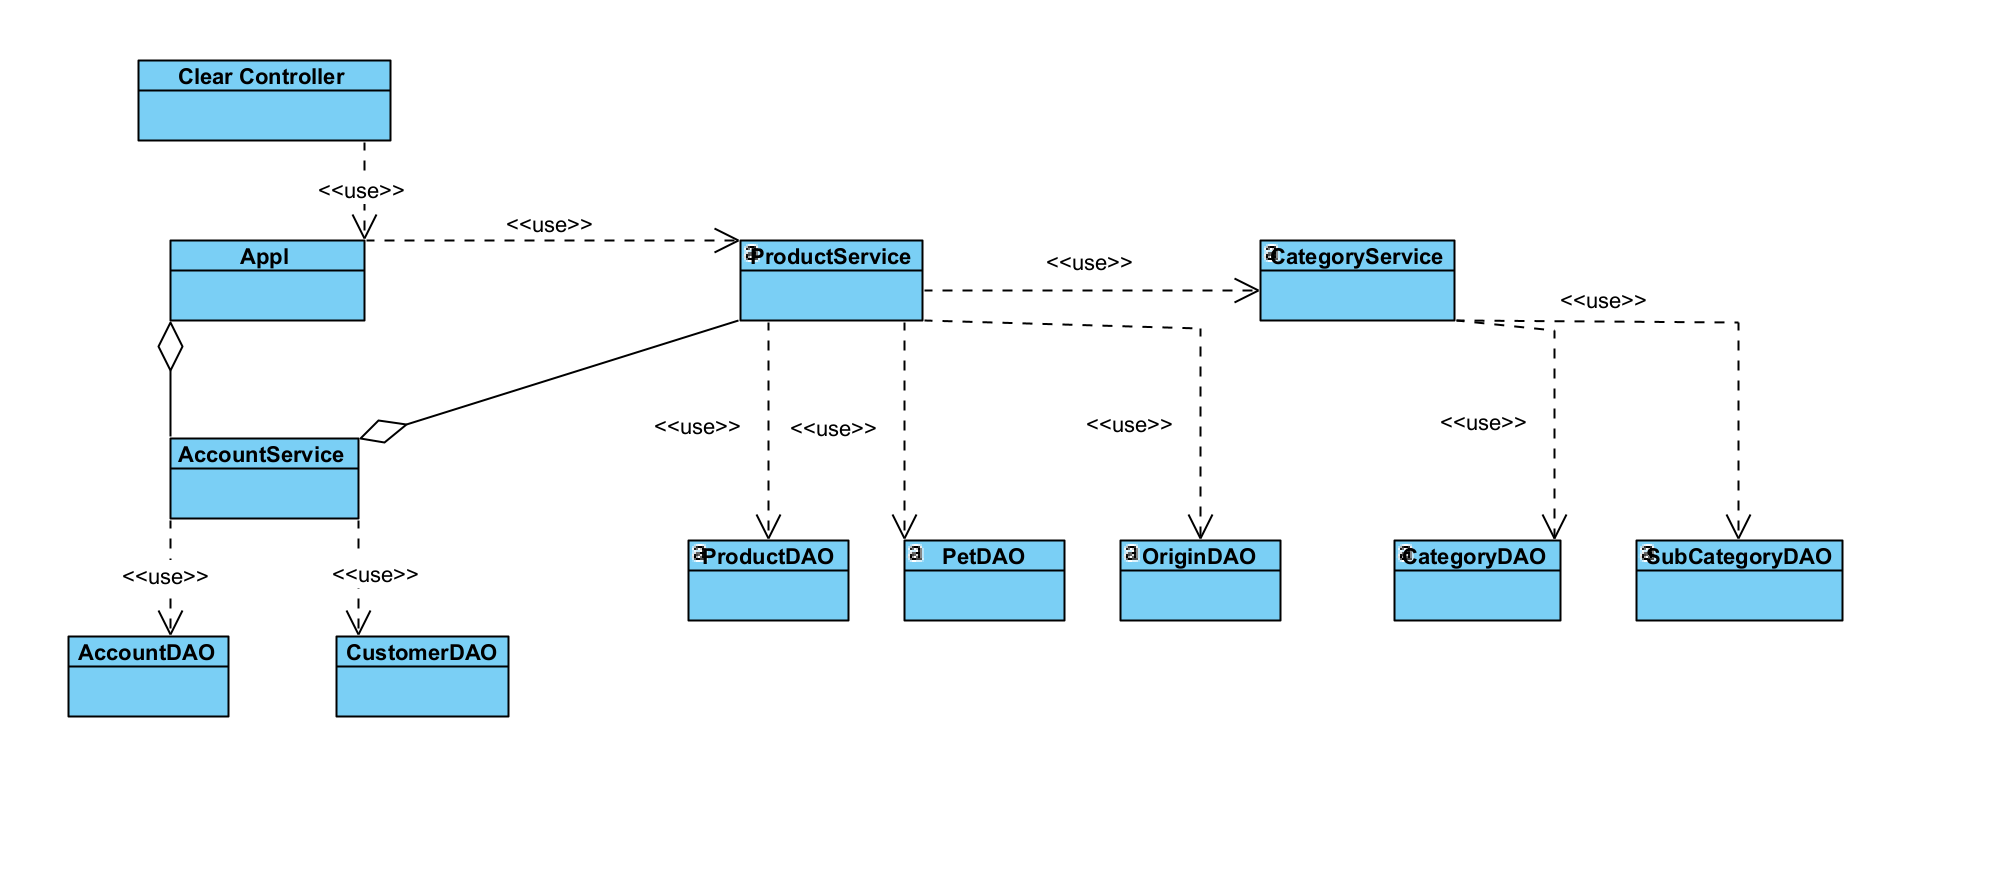 Clear Controller
<<use>>
<<use>>
Appl
a
ProductService
<<use>>
a
CategoryService
<<use>>
AccountService
<<use>>
<<use>>
<<use>>
<<use>>
<<use>>
<<use>>
a
ProductDAO
a
PetDAO
a
OriginDAO
a
CategoryDAO
a
SubCategoryDAO
AccountDAO
CustomerDAO